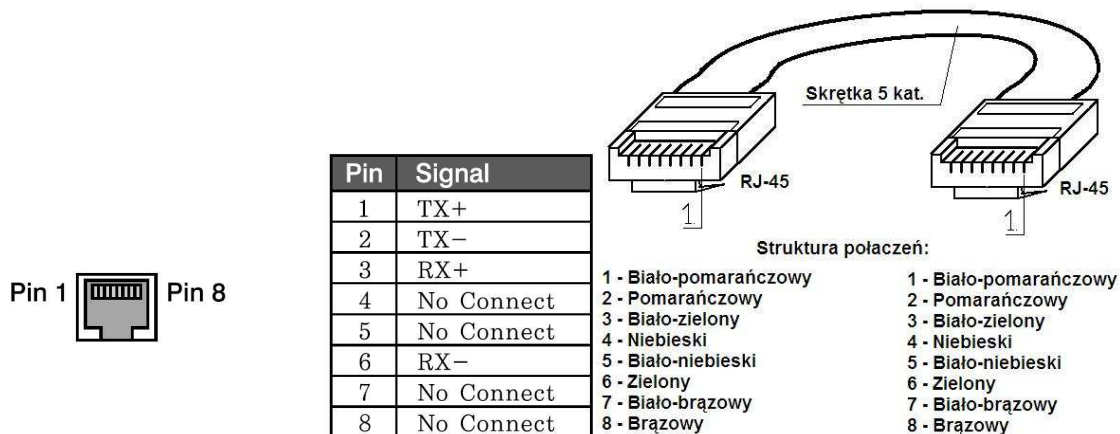 Pin 1
Pin 8
Pin Signal
1 TX+
2 TX−
3 RX+
4 No Connect
5 No Connect
6 RX−
7 No Connect
8 No Connect
Skrętka 5 kat.
RJ-45
RJ-45
1
1
Struktura połaczeń:
1 - Biało-pomarańczowy
2 - Pomarańczowy
3 - Biało-zielony
4 - Niebieski
5 - Biało-niebieski
6 - Zielony
7 - Biało-brązowy
8 - Brązowy
1 - Biało-pomarańczowy
2 - Pomarańczowy
3 - Biało-zielony
4 - Niebieski
5 - Biało-niebieski
6 - Zielony
7 - Biało-brązowy
8 - Brązowy